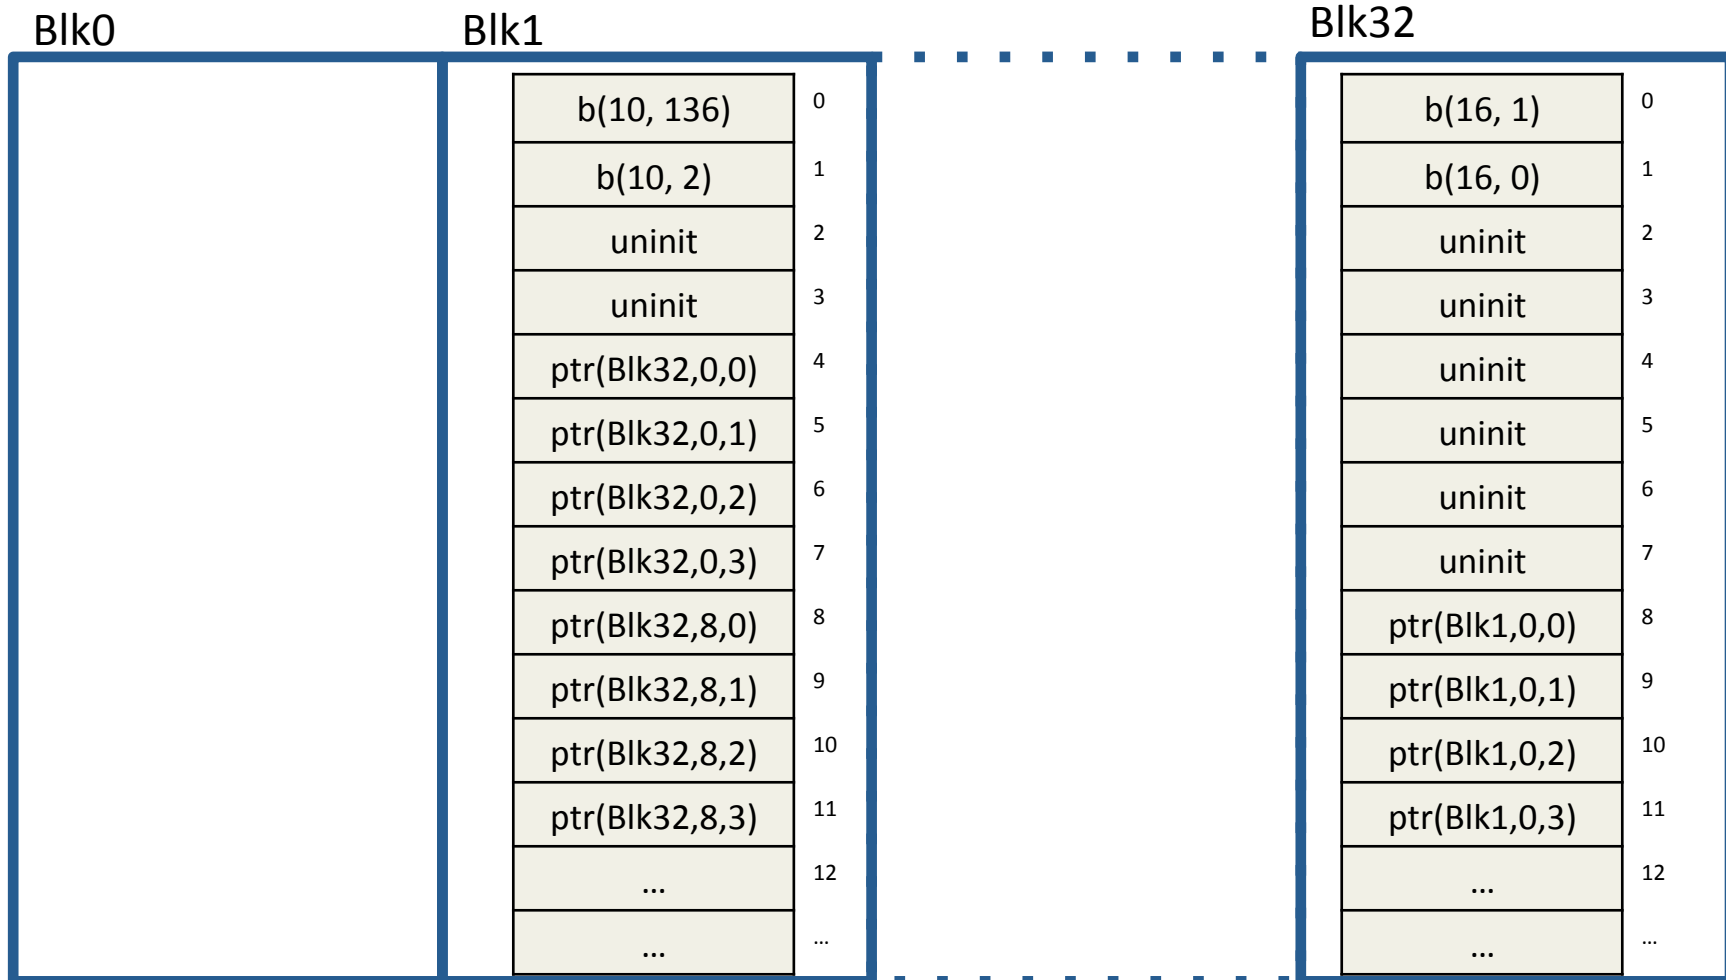 Blk0 Blk1 Blk32
b(10, 136) 0 b(16, 1) 0
b(10, 2) 1 b(16, 0) 1
uninit 2 uninit 2
uninit 3 uninit 3
ptr(Blk32,0,0) 4 uninit 4
ptr(Blk32,0,1) 5 uninit 5
ptr(Blk32,0,2) 6 uninit 6
ptr(Blk32,0,3) 7 uninit 7
ptr(Blk32,8,0) 8 ptr(Blk1,0,0) 8
ptr(Blk32,8,1) 9 ptr(Blk1,0,1) 9
ptr(Blk32,8,2) 10 ptr(Blk1,0,2) 10
ptr(Blk32,8,3) 11 ptr(Blk1,0,3) 11
... 12 ... 12
... ... ... ...